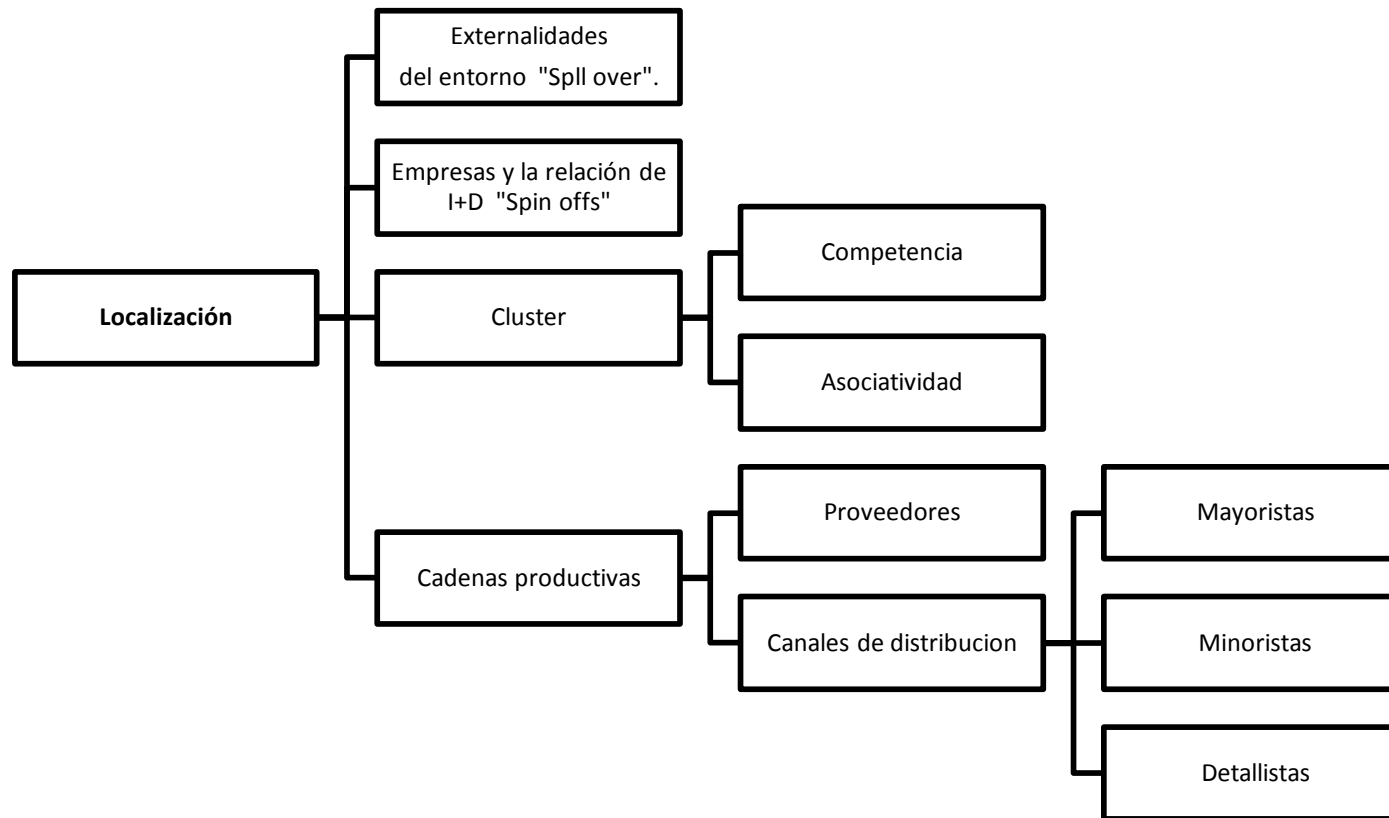 Externalidades
del entorno "Spll over".
Empresas y la relación de
I+D "Spin offs"
Competencia
Localización
Cluster
Asociatividad
Proveedores
Mayoristas
Cadenas productivas
Canales de distribucion
Minoristas
Detallistas